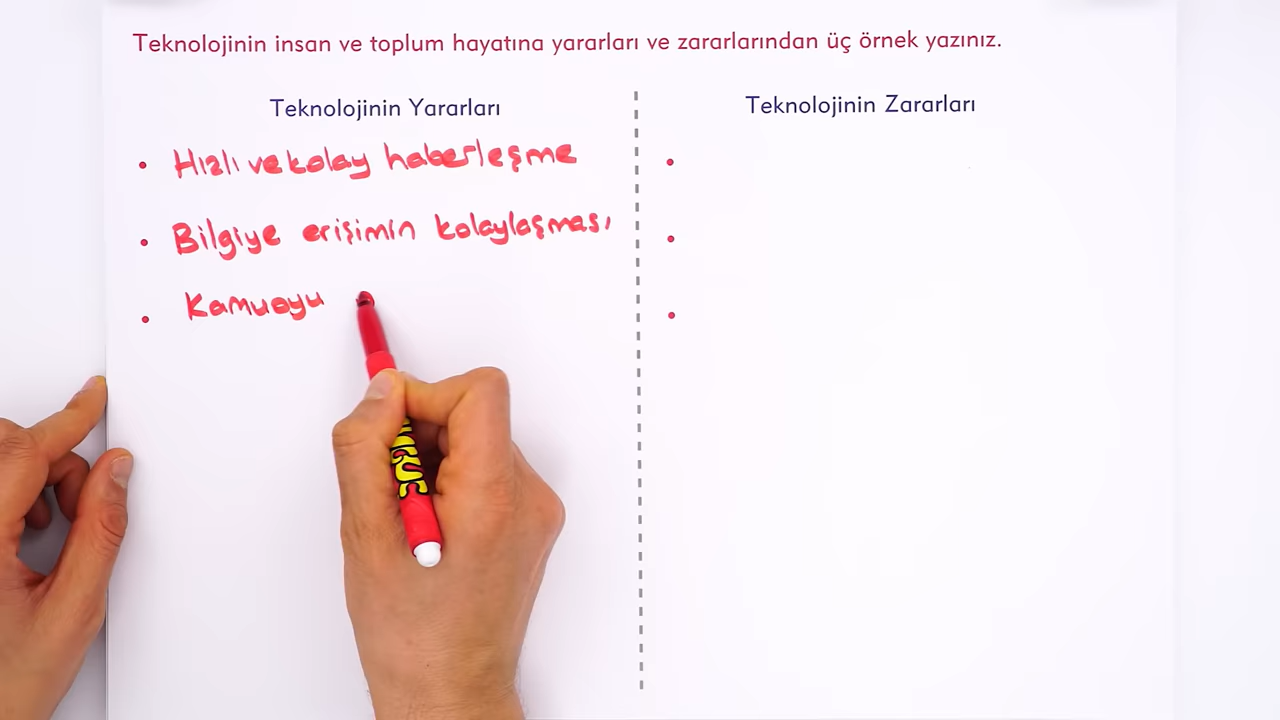 Teknolojinin insan ve toplum hayatına yararları ve zararlarından üç örnek yazınız.
Teknolojinin Yararları
• Hızlı ve kolay haberleşme
• Bilgiye erişimin kolaylaşması
• Kamuoyu
Teknolojinin Zararları
•
•
•